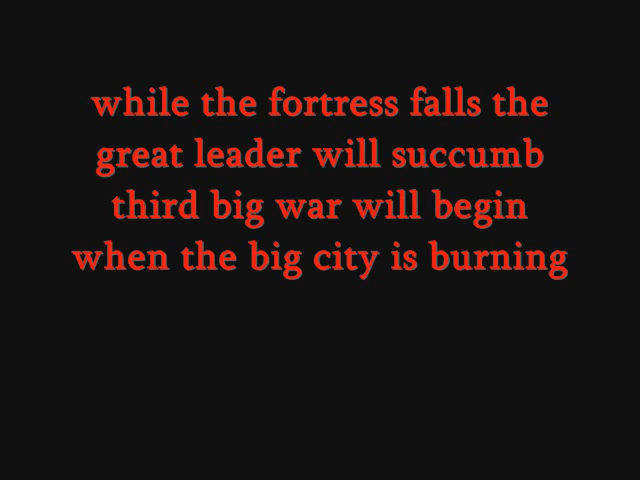 while the fortress falls the
great leader will succumb
third big war will begin
when the big city is burning